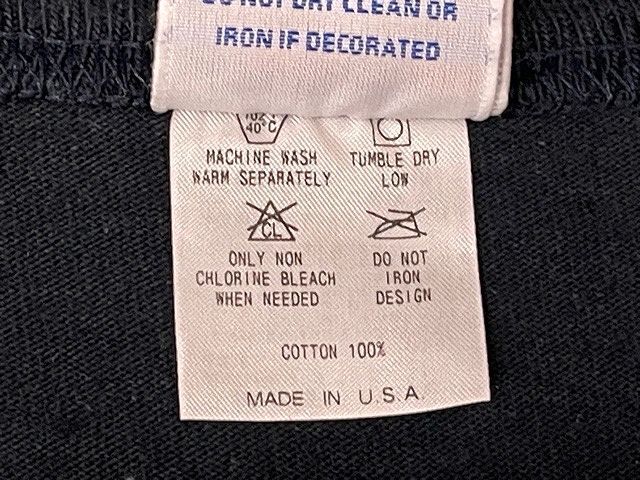 DO NOT DRY CLEAN OR
IRON IF DECORATED
40°C
MACHINE WASH
WARM SEPARATELY
TUMBLE DRY
LOW
CL
ONLY NON
CHLORINE BLEACH
WHEN NEEDED
DO NOT
IRON
DESIGN
COTTON 100%
MADE IN U.S.A.